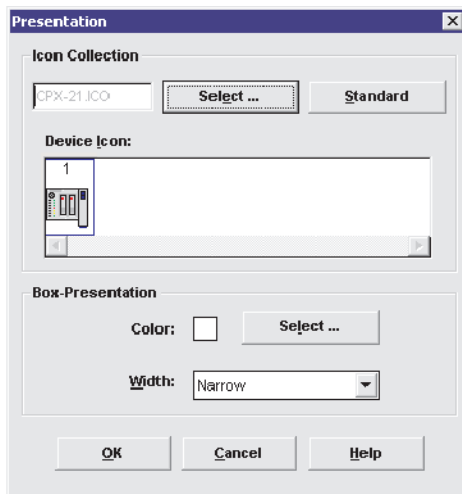 Presentation
Icon Collection
CPX-21.ICO
Select ...
Standard
Device Icon:
1
Box-Presentation
Color:
Select ...
Width:
Narrow
OK
Cancel
Help